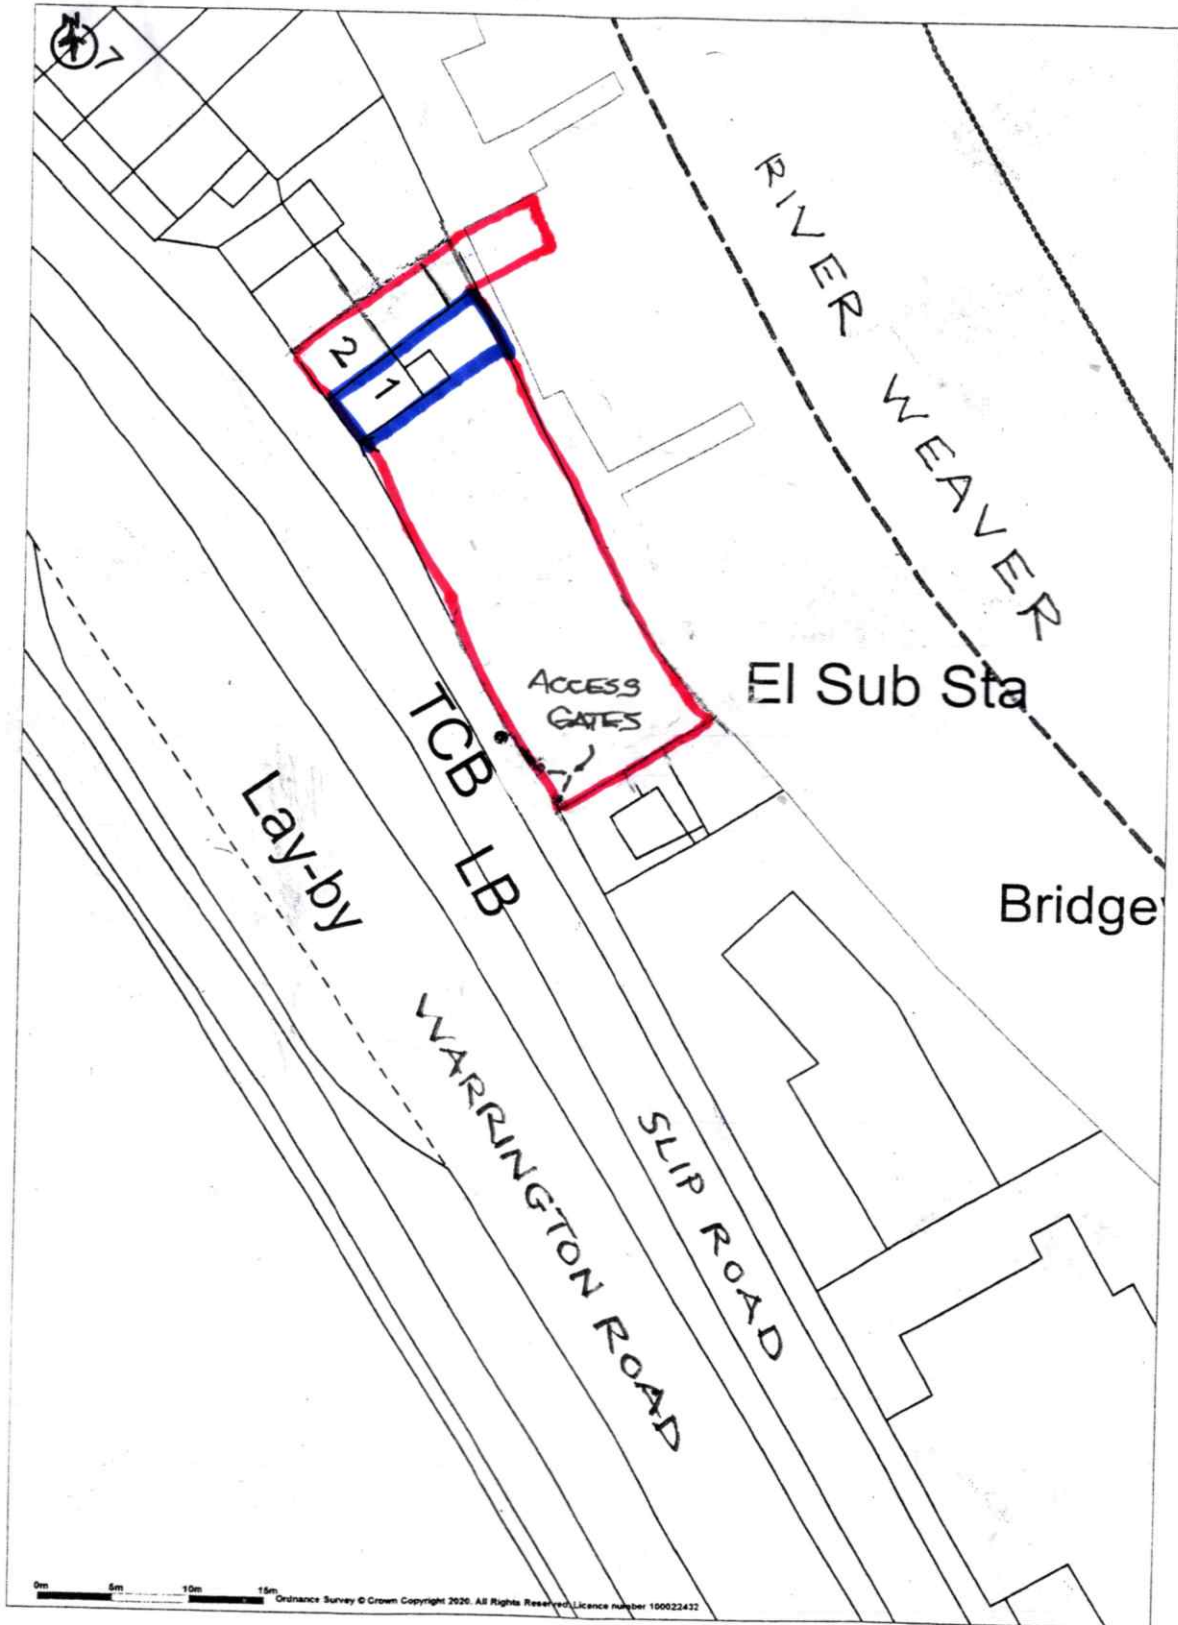 N
7
RIVER WEAVER
2
1
ACCESS
GATES
El Sub Sta
TCB
LB
Lay-by
Bridge
WARRINGTON ROAD
SLIP ROAD
0m 5m 10m 15m
Ordnance Survey © Crown Copyright 2020. All Rights Reserved. Licence number 100022432